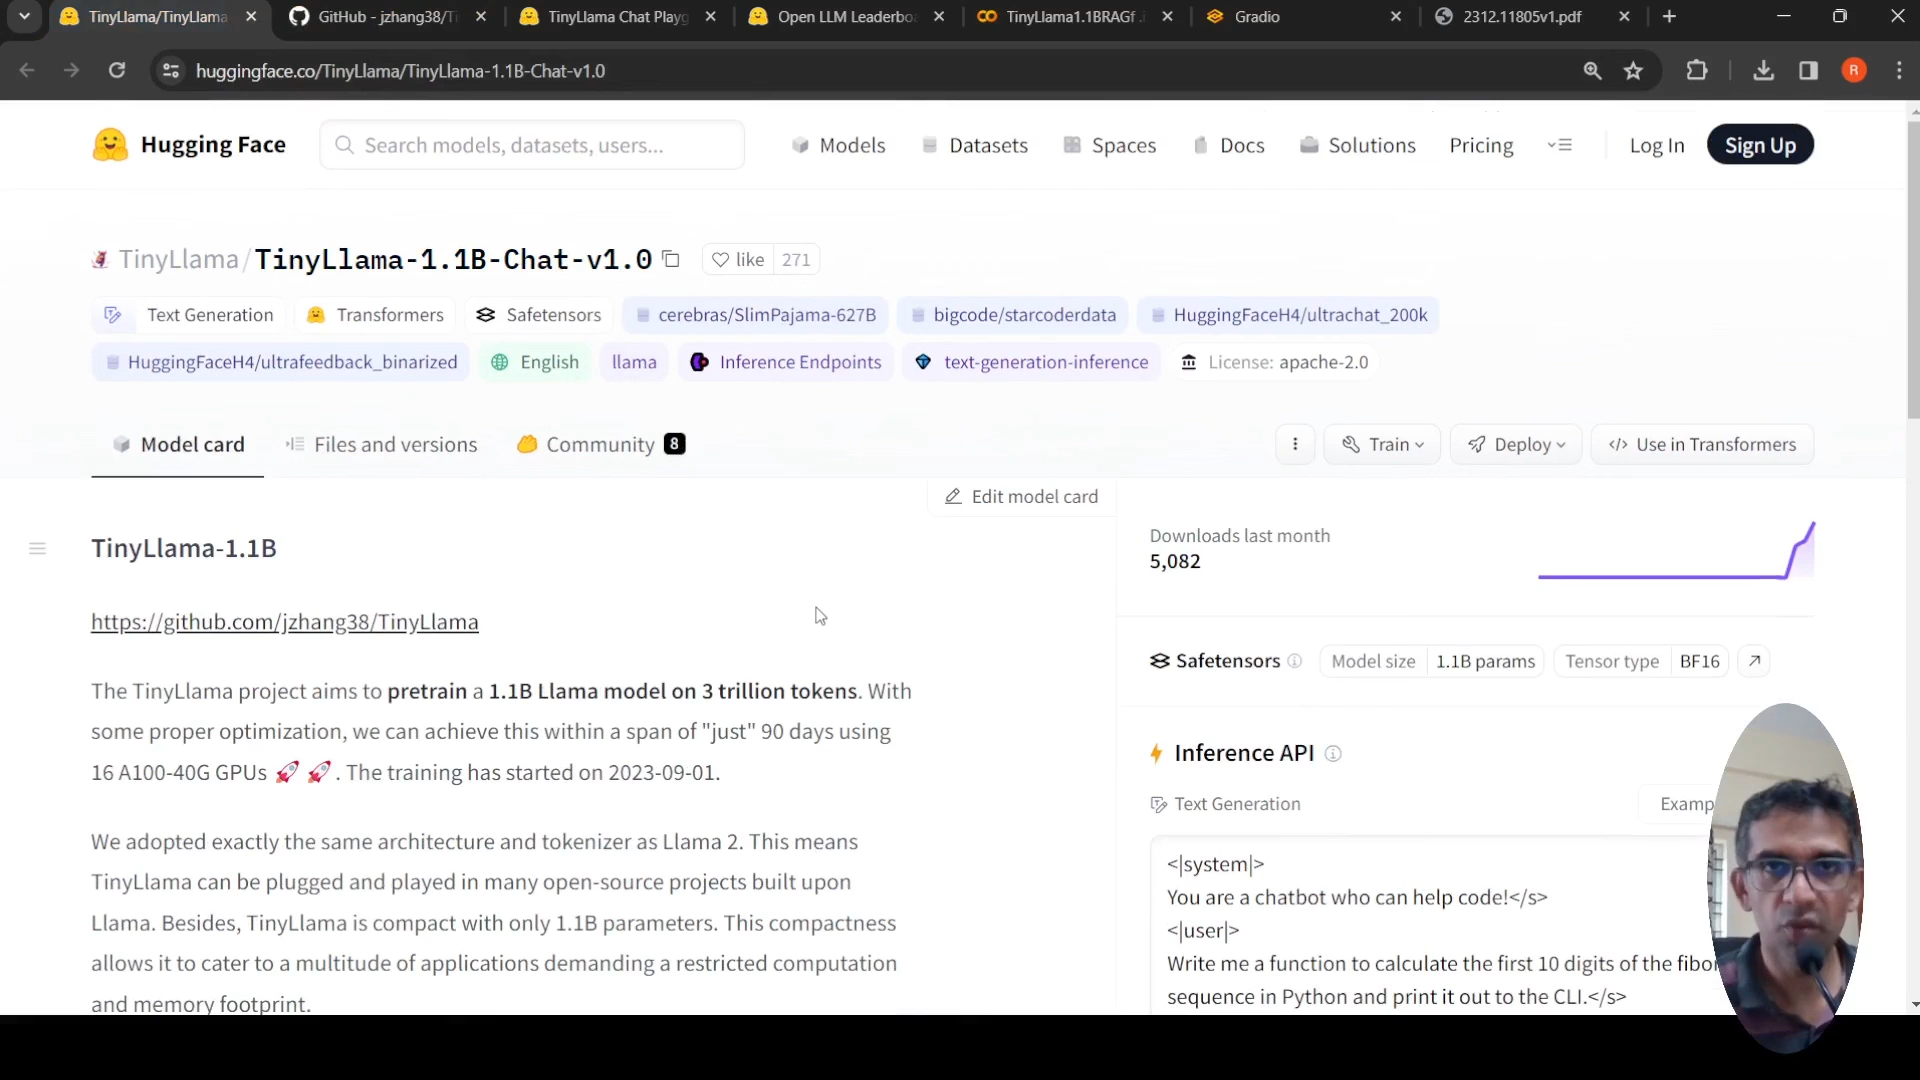 TinyLlama/TinyLlama
GitHub - jzhang38/Ti
TinyLlama Chat Playg
Open LLM Leaderbo
TinyLlama1.1BRAGf
Gradio
2312.11805v1.pdf
huggingface.co/TinyLlama/TinyLlama-1.1B-Chat-v1.0
R
Hugging Face
Search models, datasets, users...
Models
Datasets
Spaces
Docs
Solutions
Pricing
Log In
Sign Up
TinyLlama/TinyLlama-1.1B-Chat-v1.0
like 271
Text Generation
Transformers
Safetensors
cerebras/SlimPajama-627B
bigcode/starcoderdata
HuggingFaceH4/ultrachat_200k
HuggingFaceH4/ultrafeedback_binarized
English
llama
Inference Endpoints
text-generation-inference
License: apache-2.0
Model card
Files and versions
Community 8
Train
Deploy
</> Use in Transformers
Edit model card
TinyLlama-1.1B
https://github.com/jzhang38/TinyLlama
The TinyLlama project aims to pretrain a 1.1B Llama model on 3 trillion tokens. With
some proper optimization, we can achieve this within a span of "just" 90 days using
16 A100-40G GPUs 🚀 🚀. The training has started on 2023-09-01.
We adopted exactly the same architecture and tokenizer as Llama 2. This means
TinyLlama can be plugged and played in many open-source projects built upon
Llama. Besides, TinyLlama is compact with only 1.1B parameters. This compactness
allows it to cater to a multitude of applications demanding a restricted computation
and memory footprint.
Downloads last month
5,082
Safetensors
Model size 1.1B params
Tensor type BF16
Inference API
Text Generation
Examp
<|system|>
You are a chatbot who can help code!</s>
<|user|>
Write me a function to calculate the first 10 digits of the fibon
sequence in Python and print it out to the CLI.</s>